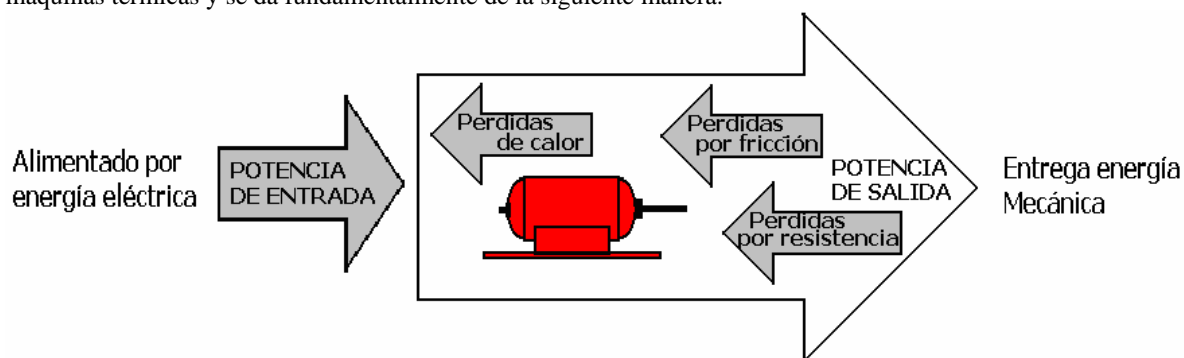 máquinas térmicas y se da fundamentalmente de la siguiente manera:
Alimentado por
energía eléctrica
POTENCIA
DE ENTRADA
Perdidas
de calor
Perdidas
por fricción
POTENCIA
DE SALIDA
Perdidas
por resistencia
Entrega energía
Mecánica